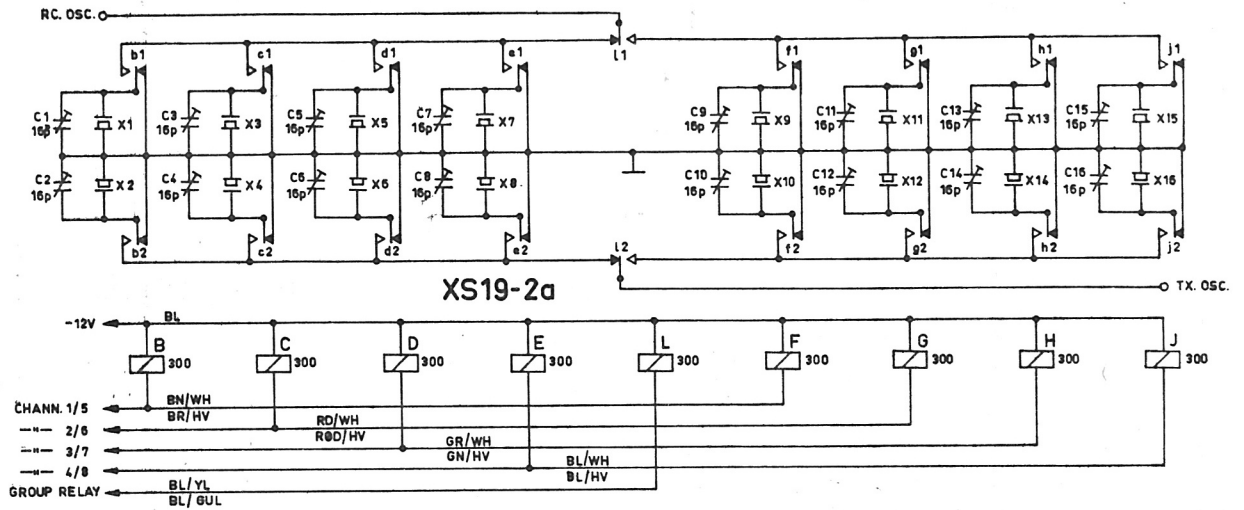 RC. OSC.
b1 c1 d1 e1 l1 f1 g1 h1 j1
C1 16p X1 C3 16p X3 C5 16p X5 C7 16p X7 C9 16p X9 C11 16p X11 C13 16p X13 C15 16p X15
C2 16p X2 C4 16p X4 C6 16p X6 C8 16p X8 C10 16p X10 C12 16p X12 C14 16p X14 C16 16p X16
b2 c2 d2 e2 l2 f2 g2 h2 j2
XS19-2a
TX. OSC.
-12V BL
B 300 C 300 D 300 E 300 L 300 F 300 G 300 H 300 J 300
CHANN. 1/5 BN/WH
BR/HV
-"- 2/6 RD/WH
RØD/HV
-"- 3/7 GR/WH
GN/HV
-"- 4/8 BL/WH
BL/HV
GROUP RELAY BL/YL
BL/GUL